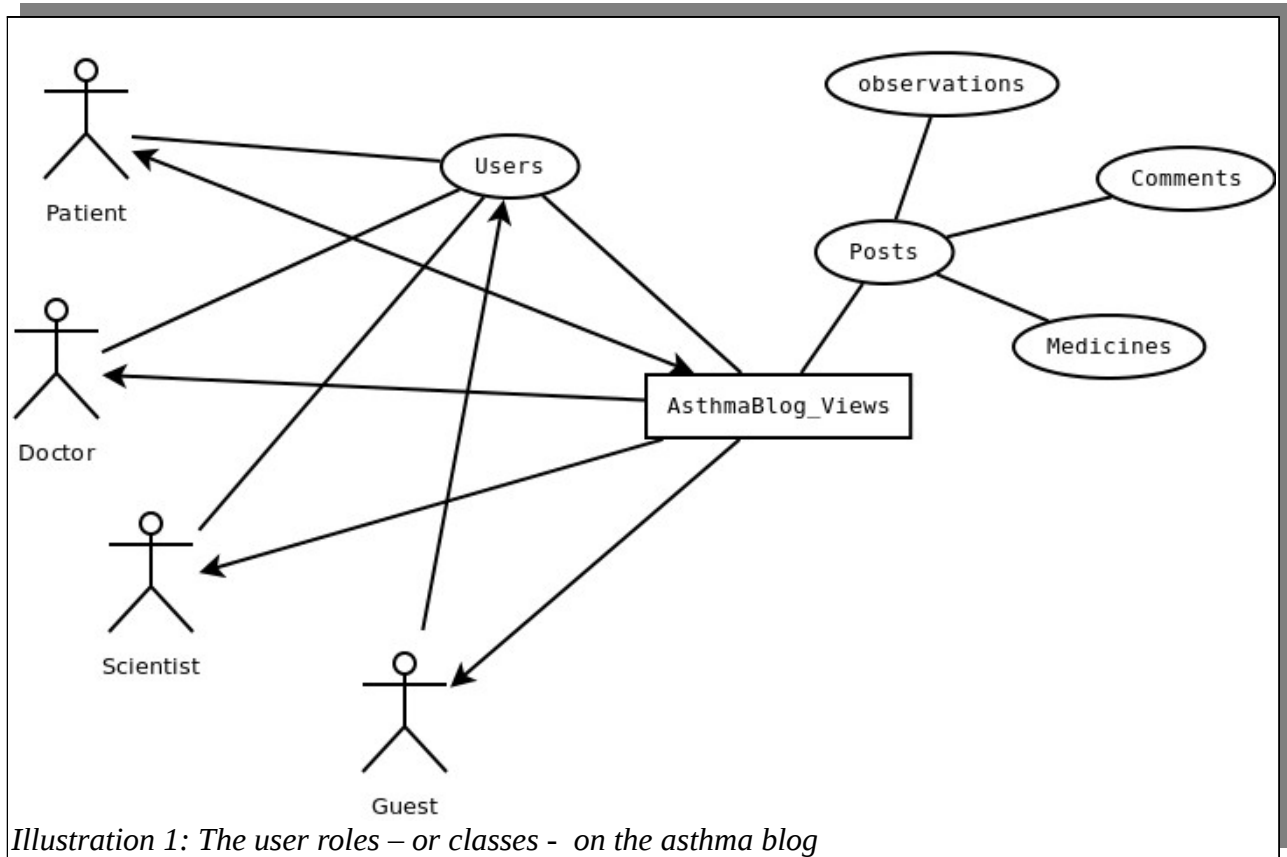 observations
Users
Comments
Patient
Posts
Medicines
AsthmaBlog_Views
Doctor
Scientist
Guest
Illustration 1: The user roles – or classes -  on the asthma blog